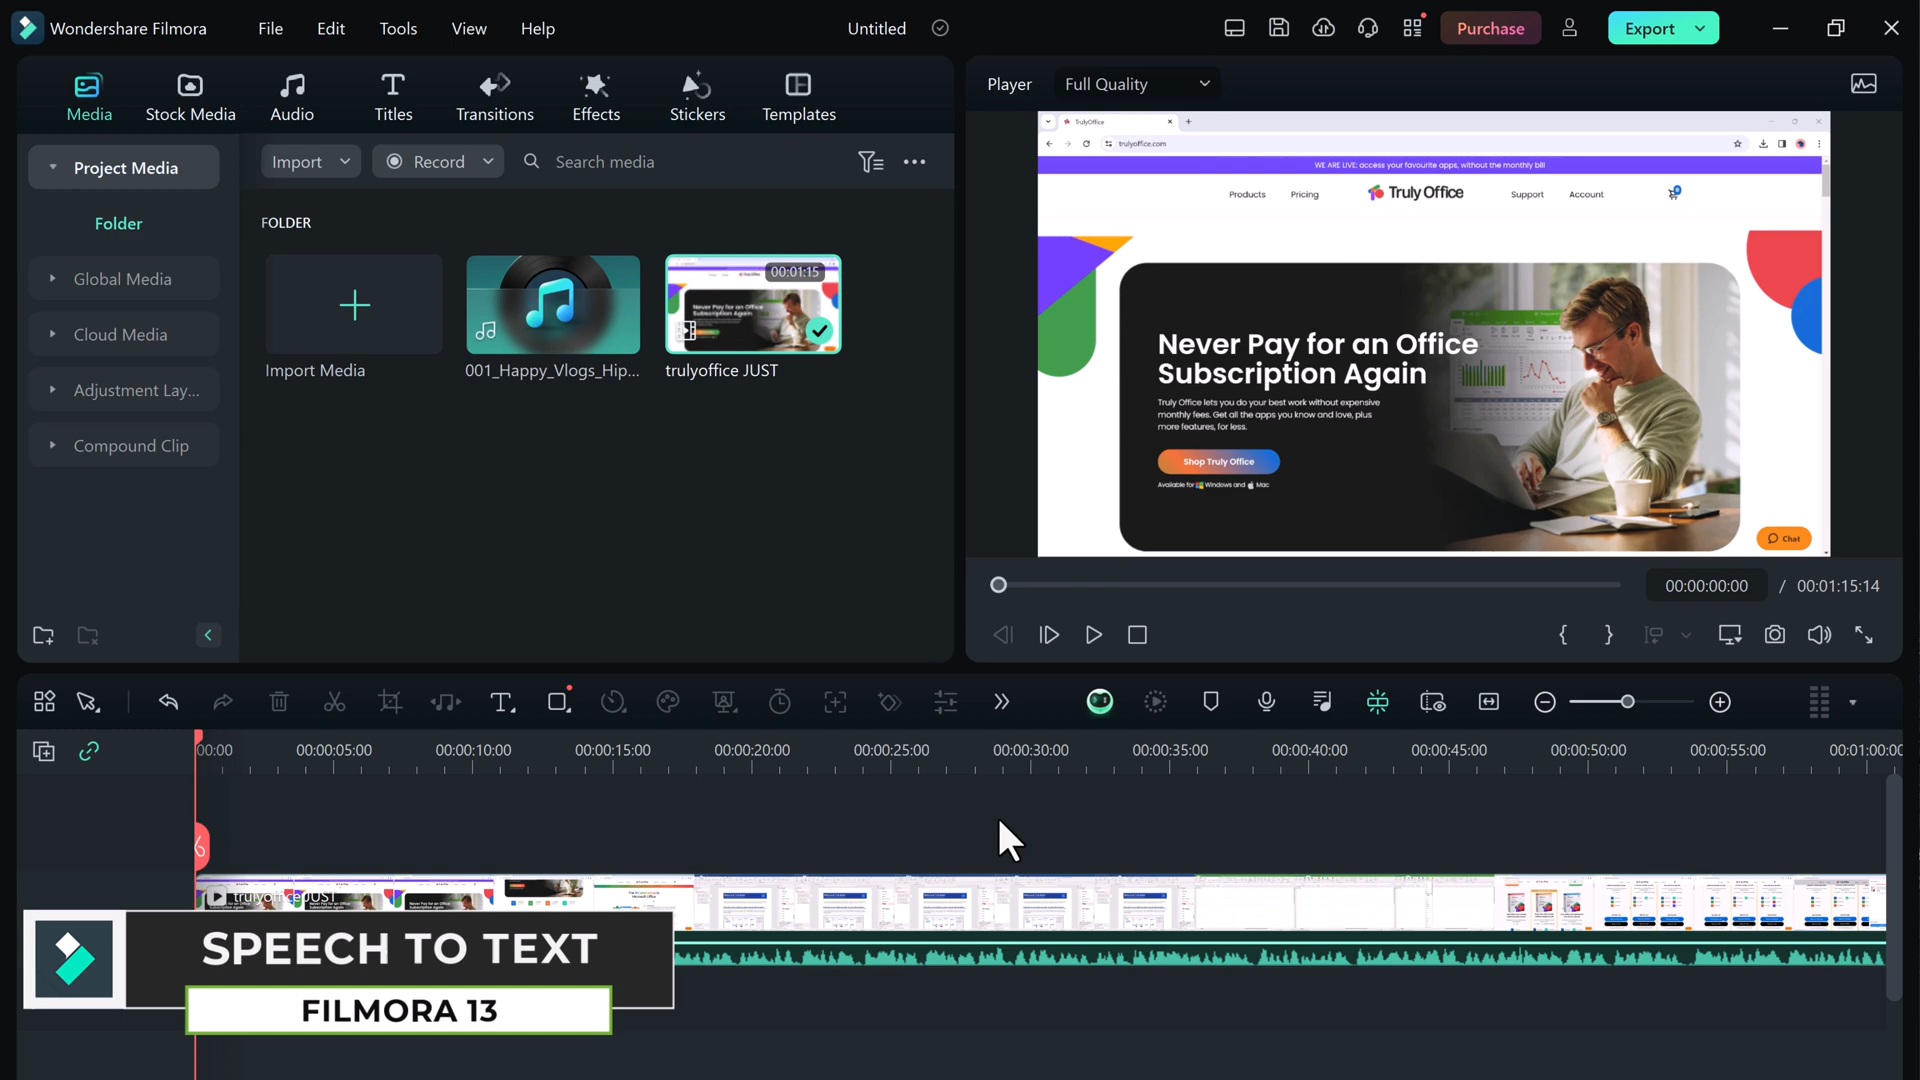 Wondershare Filmora
File
Edit
Tools
View
Help
Untitled
Purchase
Export
Media
Stock Media
Audio
Titles
Transitions
Effects
Stickers
Templates
Project Media
Folder
Global Media
Cloud Media
Adjustment Lay...
Compound Clip
Import
Record
Search media
FOLDER
Import Media
001_Happy_Vlogs_Hip...
00:01:15
Never Pay for an Office
Subscription Again
trulyoffice JUST
Player
Full Quality
TrulyOffice
trulyoffice.com
WE ARE LIVE: access your favourite apps, without the monthly bill
Products
Pricing
Truly Office
Support
Account
0
Never Pay for an Office
Subscription Again
Truly Office lets you do your best work without expensive
monthly fees. Get all the apps you know and love, plus
more features, for less.
Shop Truly Office
Available for Windows and Mac
Chat
00:00:00:00 / 00:01:15:14
00:00
00:00:05:00
00:00:10:00
00:00:15:00
00:00:20:00
00:00:25:00
00:00:30:00
00:00:35:00
00:00:40:00
00:00:45:00
00:00:50:00
00:00:55:00
00:01:00:00
trulyoffice JUST
SPEECH TO TEXT
FILMORA 13